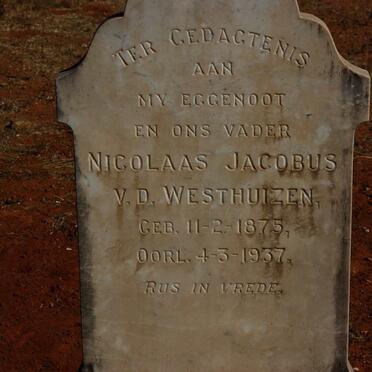 TER GEDAGTENIS
AAN
MY EGGENOOT
EN ONS VADER
NICOLAAS JACOBUS
V.D. WESTHUIZEN,
GEB. 11-2-1875,
OORL. 4-3-1937.
RUS IN VREDE.